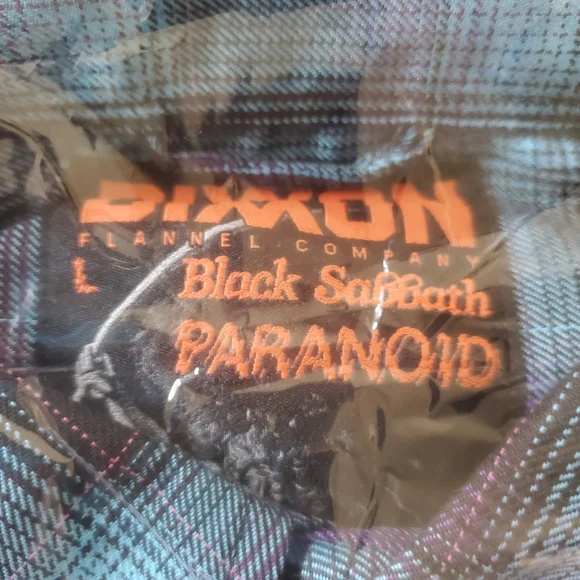 DIXXON
FLANNEL COMPANY
L
Black Sabbath
PARANOID